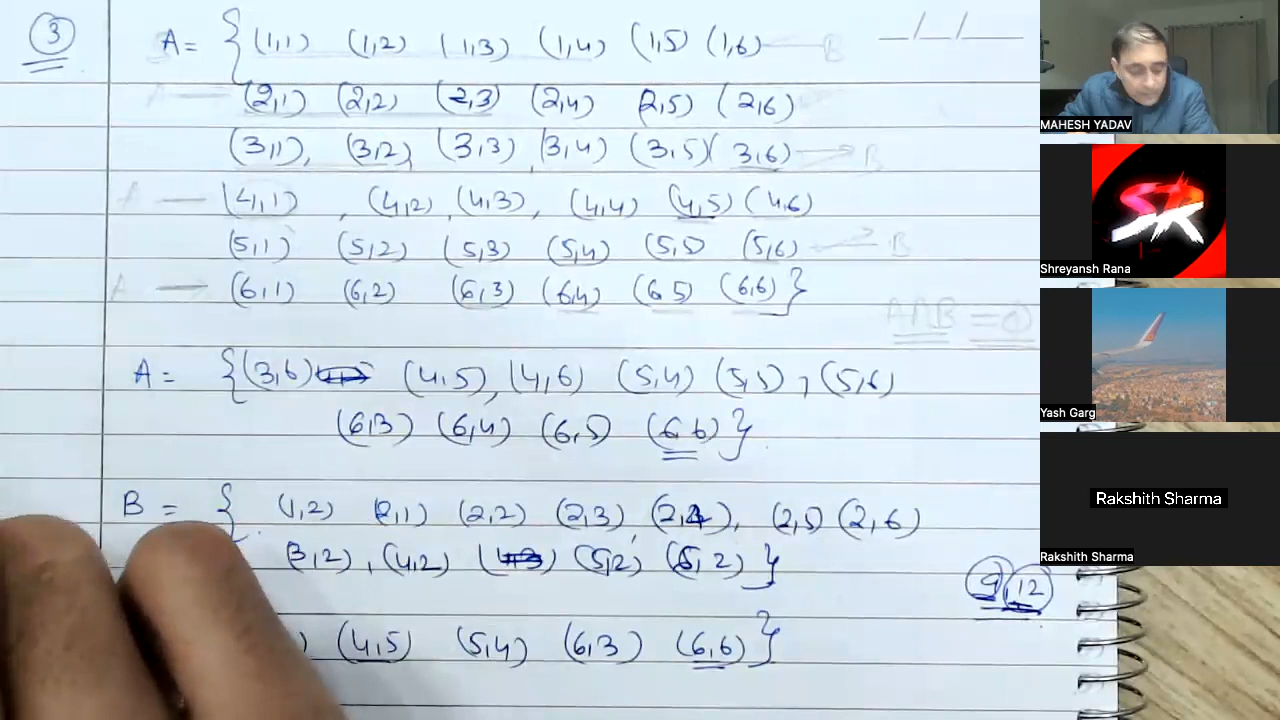 3
A= { (1,1) (1,2) (1,3) (1,4) (1,5) (1,6) B __/__/__
A (2,1) (2,2) (2,3) (2,4) 2,5) (2,6)
(3,1), (3,2), (3,3) 3,4) (3,5)( 3,6) → B
A — (4,1) , (4,2), (4,3), (4,4) (4,5) (4,6)
(5,1) (5,2) (5,3) (5,4) (5,5) (5,6) → B
A — (6,1) (6,2) (6,3) (6,4) (6,5) (6,6) }
A∩B =
A= {(3,6) (4,5), (4,6) (5,4) (5,5), (5,6)
(6,3) (6,4) (6,5) (6,6) }
B = { (1,2) (2,1) (2,2) (2,3), (2,4), (2,5) (2,6)
(3,2), (4,2) (5,2) (6,2) }
9, 12
) (4,5) (5,4) (6,3) (6,6) }
MAHESH YADAV
SR
Shreyansh Rana
Yash Garg
Rakshith Sharma
Rakshith Sharma